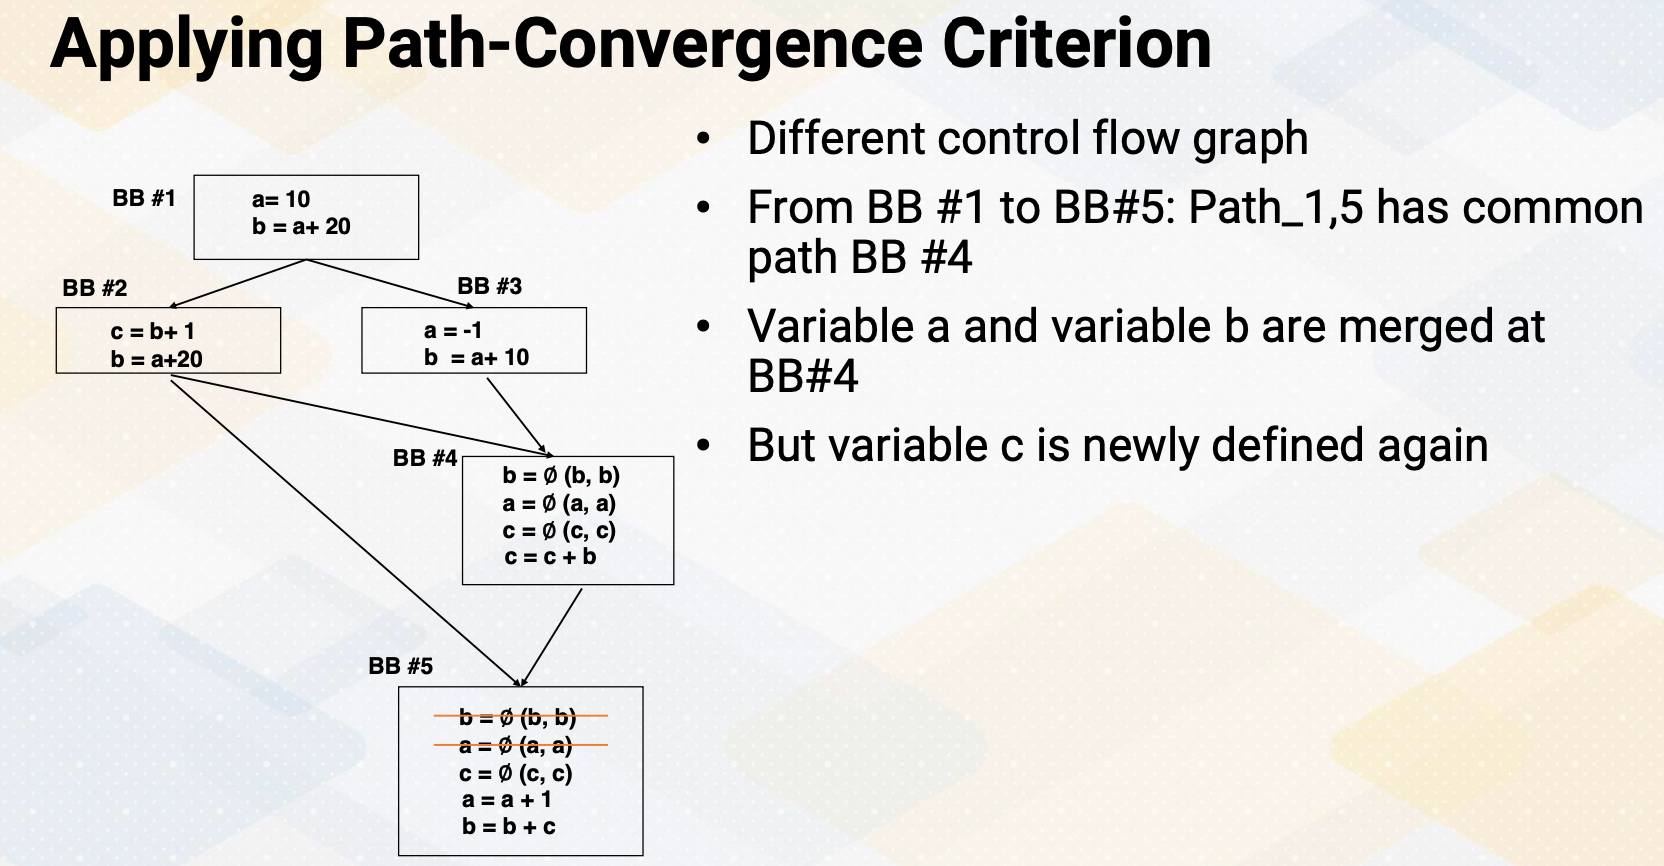 Applying Path-Convergence Criterion
BB #1
a= 10
b = a+ 20
BB #2
c = b+ 1
b = a+20
BB #3
a = -1
b  = a+ 10
BB #4
b = ∅ (b, b)
a = ∅ (a, a)
c = ∅ (c, c)
c = c + b
BB #5
b = ∅ (b, b)
a = ∅ (a, a)
c = ∅ (c, c)
a = a + 1
b = b + c
• Different control flow graph
• From BB #1 to BB#5: Path_1,5 has common
path BB #4
• Variable a and variable b are merged at
BB#4
• But variable c is newly defined again